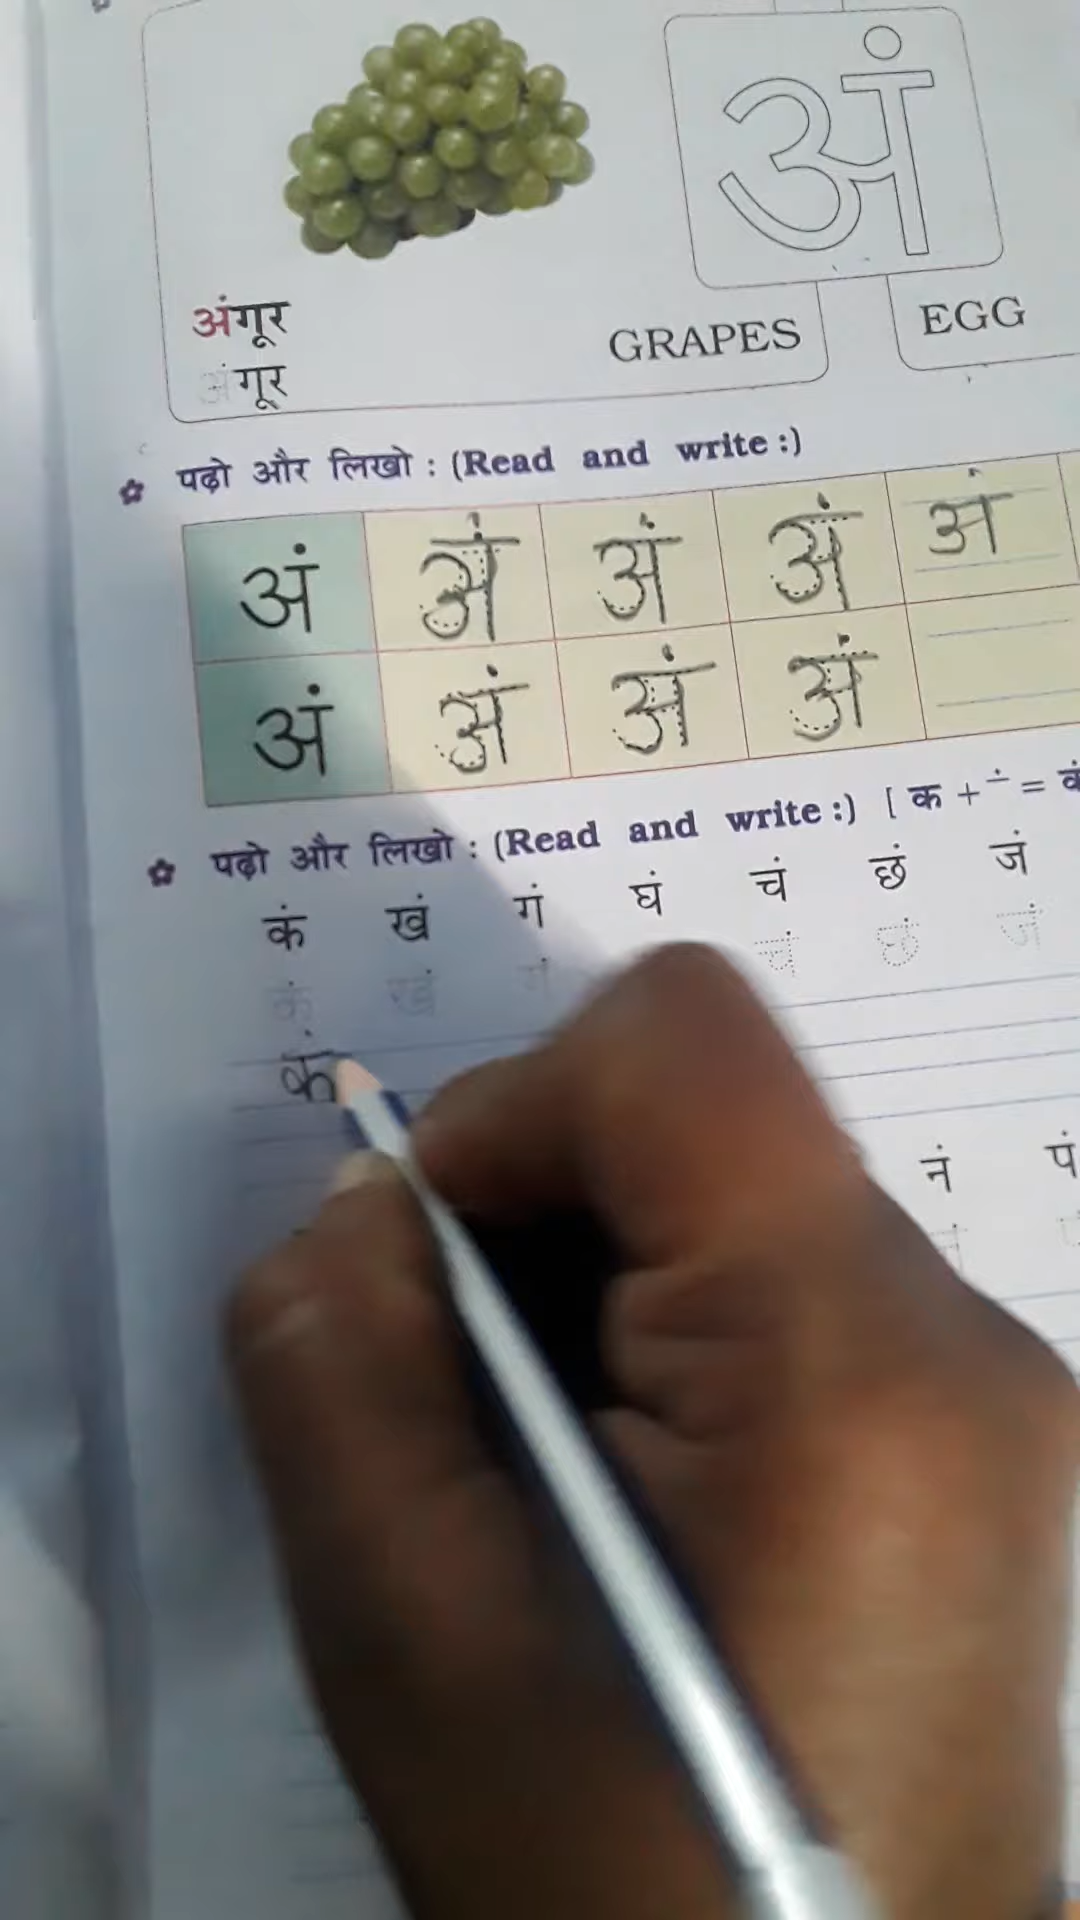 अं
अंगूर
अंगूर
GRAPES
EGG
पढ़ो और लिखो : (Read and write :)
अं अं अं अं अं
अं अं अं अं
पढ़ो और लिखो : (Read and write :) [ क + ∸ = कं
कं खं गं घं चं छं जं
कं खं गं चं छं जं
कं
नं पं
नं